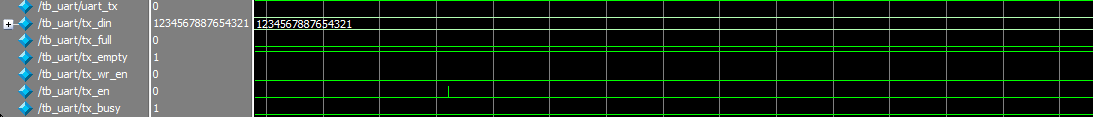 /tb_uart/uart_tx 0
/tb_uart/tx_din 1234567887654321 1234567887654321
/tb_uart/tx_full 0
/tb_uart/tx_empty 1
/tb_uart/tx_wr_en 0
/tb_uart/tx_en 0
/tb_uart/tx_busy 1